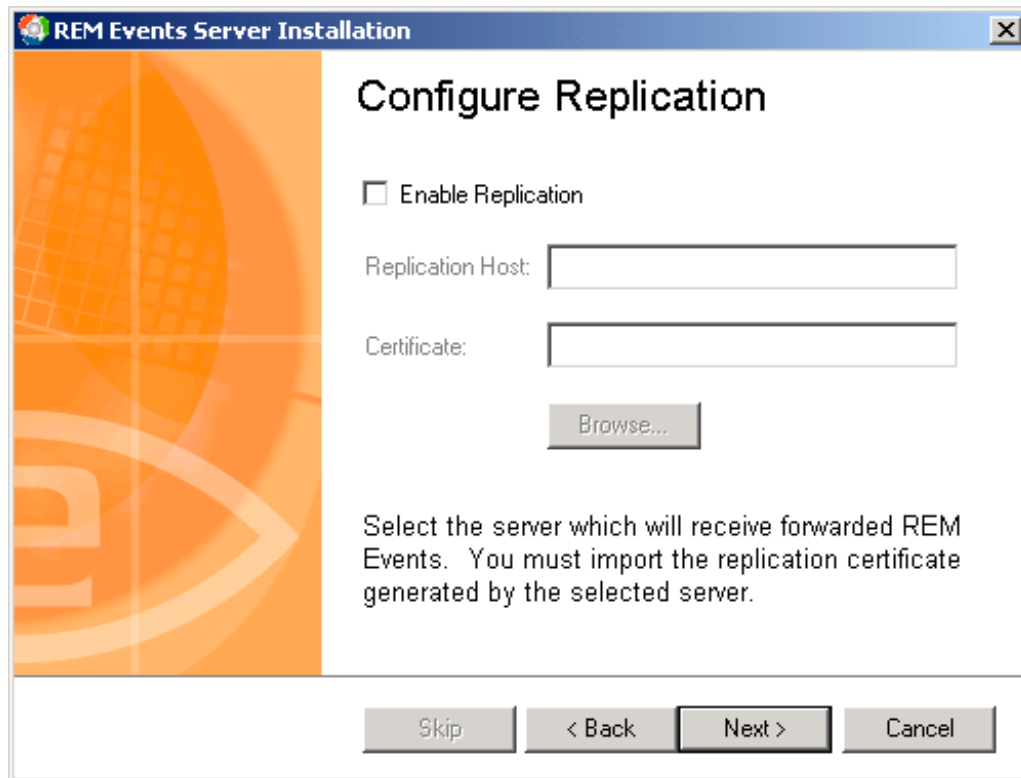 REM Events Server Installation
Configure Replication
Enable Replication
Replication Host:
Certificate:
Browse...
Select the server which will receive forwarded REM
Events.  You must import the replication certificate
generated by the selected server.
Skip
< Back
Next >
Cancel
e